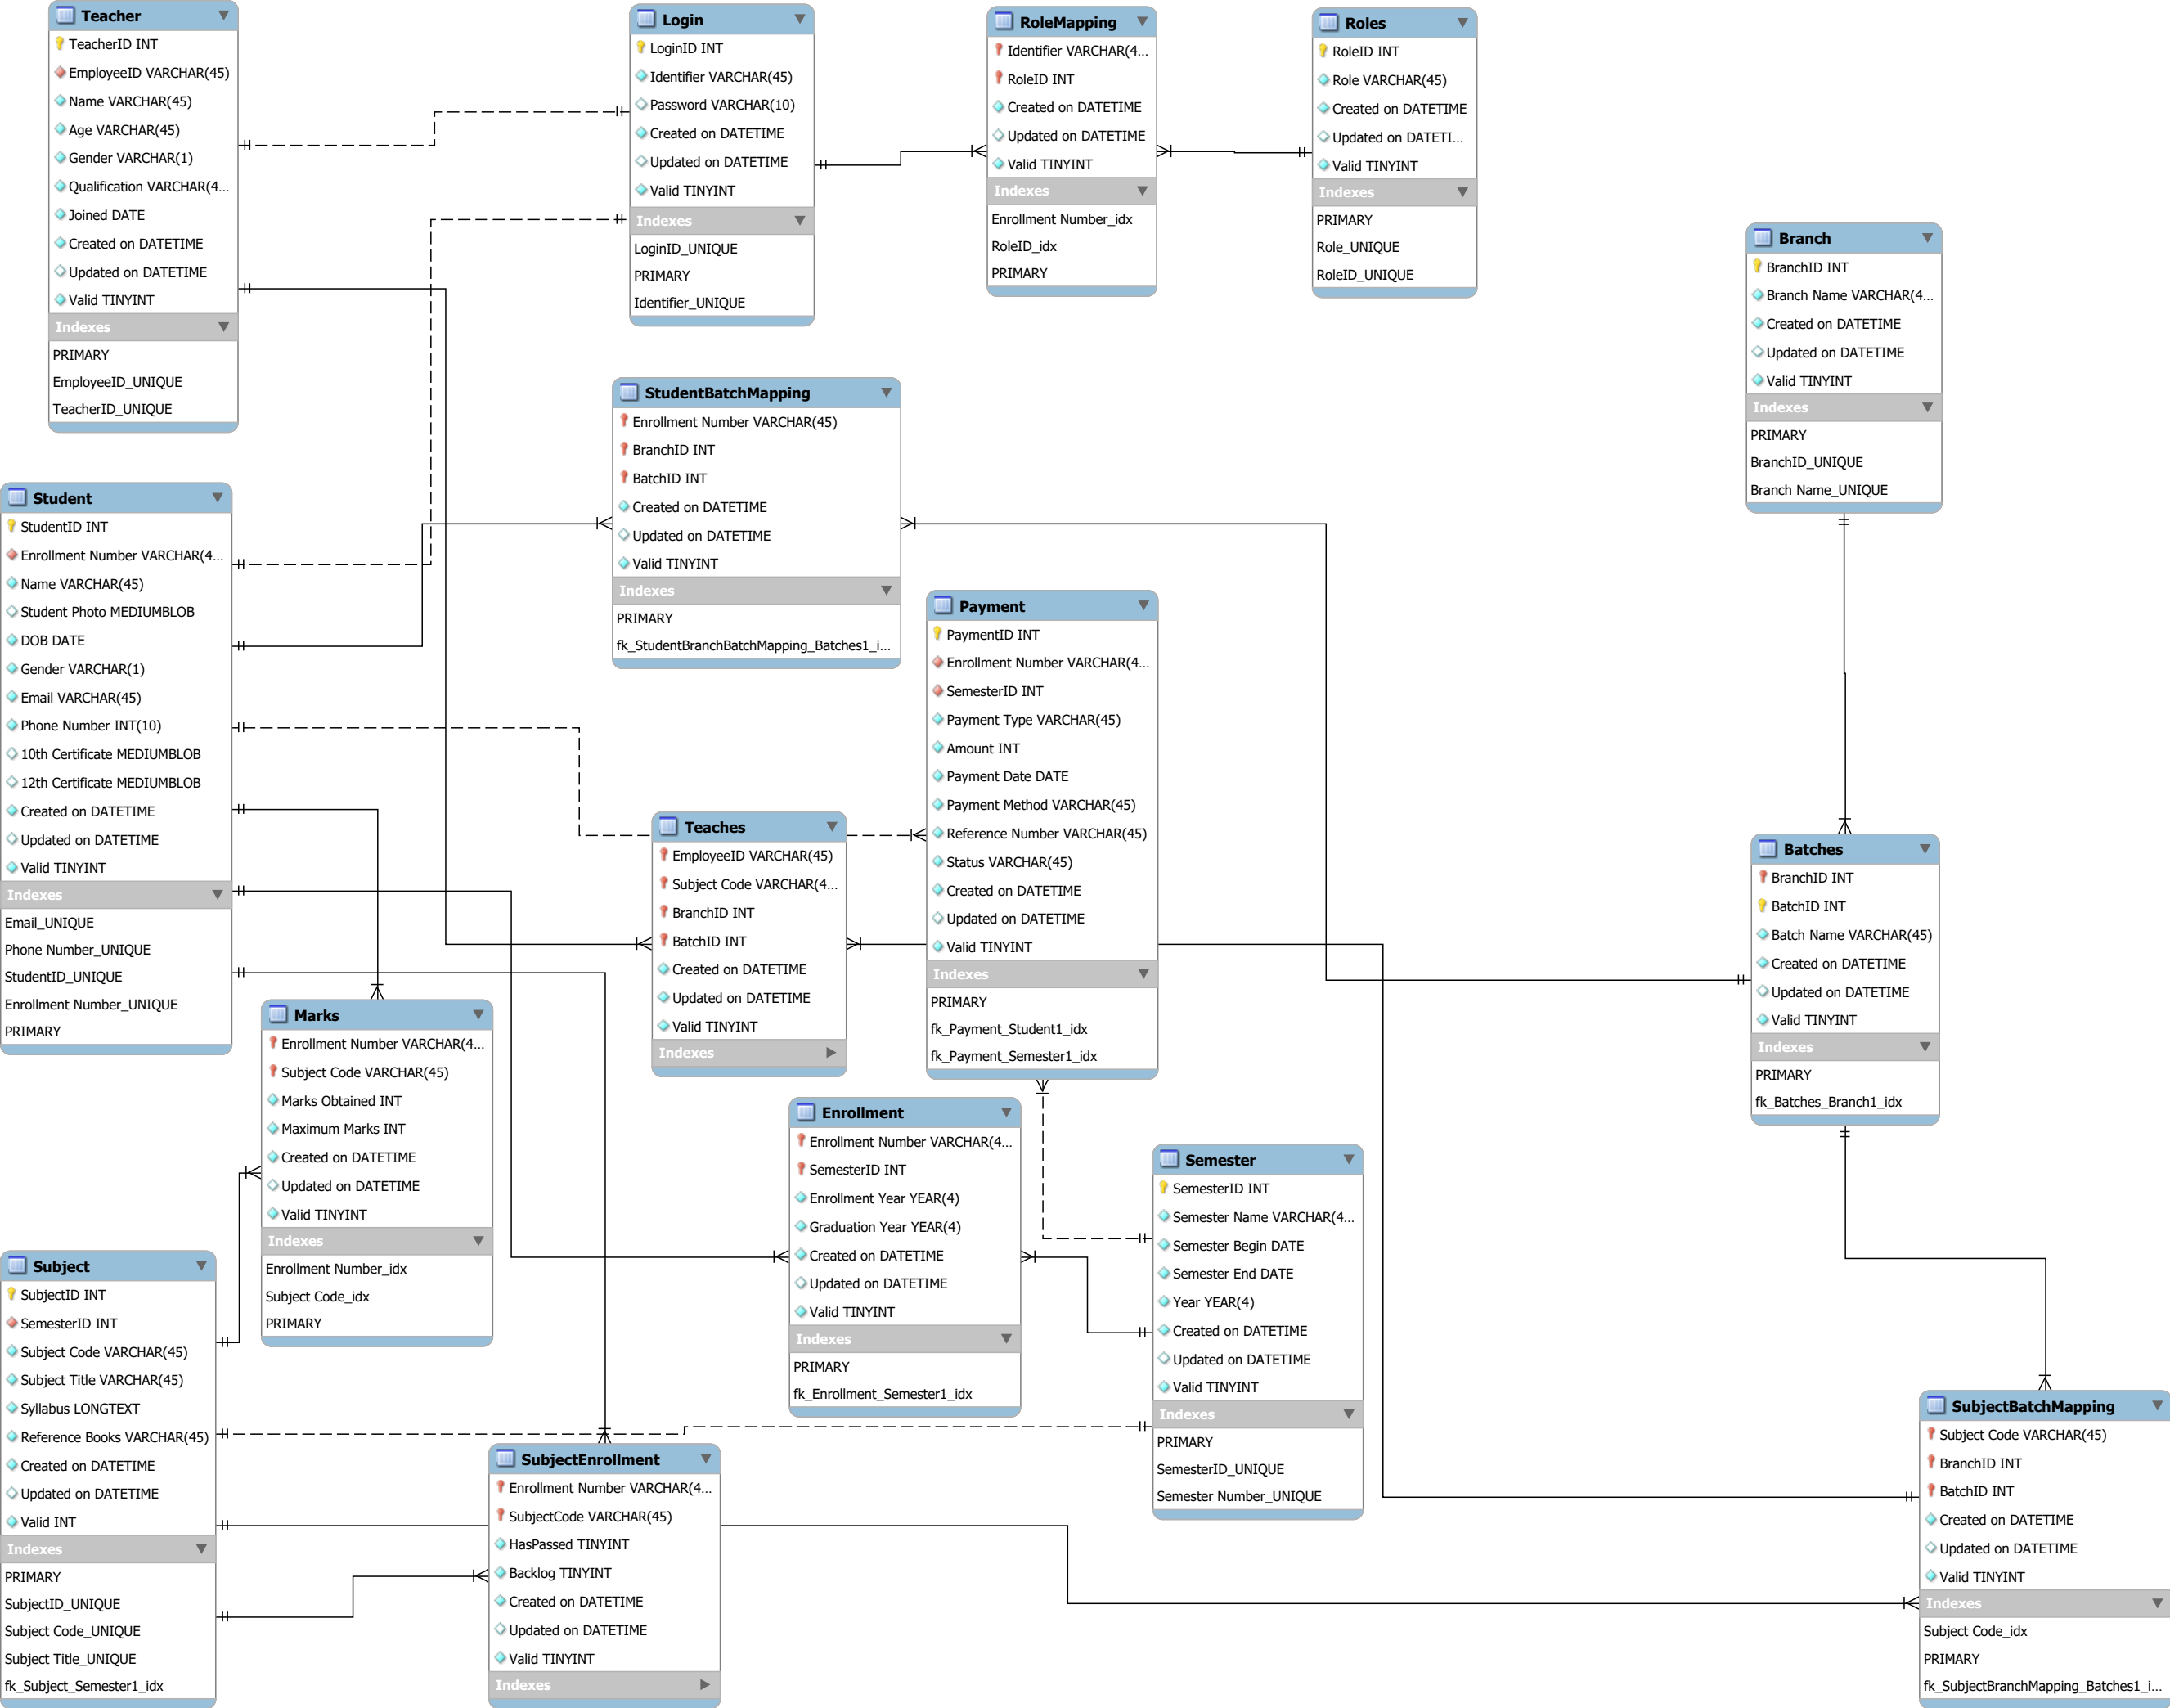 Teacher
TeacherID INT
EmployeeID VARCHAR(45)
Name VARCHAR(45)
Age VARCHAR(45)
Gender VARCHAR(1)
Qualification VARCHAR(4...
Joined DATE
Created on DATETIME
Updated on DATETIME
Valid TINYINT
Indexes
PRIMARY
EmployeeID_UNIQUE
TeacherID_UNIQUE
Login
LoginID INT
Identifier VARCHAR(45)
Password VARCHAR(10)
Created on DATETIME
Updated on DATETIME
Valid TINYINT
Indexes
LoginID_UNIQUE
PRIMARY
Identifier_UNIQUE
RoleMapping
Identifier VARCHAR(4...
RoleID INT
Created on DATETIME
Updated on DATETIME
Valid TINYINT
Indexes
Enrollment Number_idx
RoleID_idx
PRIMARY
Roles
RoleID INT
Role VARCHAR(45)
Created on DATETIME
Updated on DATETI...
Valid TINYINT
Indexes
PRIMARY
Role_UNIQUE
RoleID_UNIQUE
Branch
BranchID INT
Branch Name VARCHAR(4...
Created on DATETIME
Updated on DATETIME
Valid TINYINT
Indexes
PRIMARY
BranchID_UNIQUE
Branch Name_UNIQUE
StudentBatchMapping
Enrollment Number VARCHAR(45)
BranchID INT
BatchID INT
Created on DATETIME
Updated on DATETIME
Valid TINYINT
Indexes
PRIMARY
fk_StudentBranchBatchMapping_Batches1_i...
Student
StudentID INT
Enrollment Number VARCHAR(4...
Name VARCHAR(45)
Student Photo MEDIUMBLOB
DOB DATE
Gender VARCHAR(1)
Email VARCHAR(45)
Phone Number INT(10)
10th Certificate MEDIUMBLOB
12th Certificate MEDIUMBLOB
Created on DATETIME
Updated on DATETIME
Valid TINYINT
Indexes
Email_UNIQUE
Phone Number_UNIQUE
StudentID_UNIQUE
Enrollment Number_UNIQUE
PRIMARY
Payment
PaymentID INT
Enrollment Number VARCHAR(4...
SemesterID INT
Payment Type VARCHAR(45)
Amount INT
Payment Date DATE
Payment Method VARCHAR(45)
Reference Number VARCHAR(45)
Status VARCHAR(45)
Created on DATETIME
Updated on DATETIME
Valid TINYINT
Indexes
PRIMARY
fk_Payment_Student1_idx
fk_Payment_Semester1_idx
Teaches
EmployeeID VARCHAR(45)
Subject Code VARCHAR(4...
BranchID INT
BatchID INT
Created on DATETIME
Updated on DATETIME
Valid TINYINT
Indexes
Batches
BranchID INT
BatchID INT
Batch Name VARCHAR(45)
Created on DATETIME
Updated on DATETIME
Valid TINYINT
Indexes
PRIMARY
fk_Batches_Branch1_idx
Marks
Enrollment Number VARCHAR(4...
Subject Code VARCHAR(45)
Marks Obtained INT
Maximum Marks INT
Created on DATETIME
Updated on DATETIME
Valid TINYINT
Indexes
Enrollment Number_idx
Subject Code_idx
PRIMARY
Enrollment
Enrollment Number VARCHAR(4...
SemesterID INT
Enrollment Year YEAR(4)
Graduation Year YEAR(4)
Created on DATETIME
Updated on DATETIME
Valid TINYINT
Indexes
PRIMARY
fk_Enrollment_Semester1_idx
Semester
SemesterID INT
Semester Name VARCHAR(4...
Semester Begin DATE
Semester End DATE
Year YEAR(4)
Created on DATETIME
Updated on DATETIME
Valid TINYINT
Indexes
PRIMARY
SemesterID_UNIQUE
Semester Number_UNIQUE
Subject
SubjectID INT
SemesterID INT
Subject Code VARCHAR(45)
Subject Title VARCHAR(45)
Syllabus LONGTEXT
Reference Books VARCHAR(45)
Created on DATETIME
Updated on DATETIME
Valid INT
Indexes
PRIMARY
SubjectID_UNIQUE
Subject Code_UNIQUE
Subject Title_UNIQUE
fk_Subject_Semester1_idx
SubjectEnrollment
Enrollment Number VARCHAR(4...
SubjectCode VARCHAR(45)
HasPassed TINYINT
Backlog TINYINT
Created on DATETIME
Updated on DATETIME
Valid TINYINT
Indexes
SubjectBatchMapping
Subject Code VARCHAR(45)
BranchID INT
BatchID INT
Created on DATETIME
Updated on DATETIME
Valid TINYINT
Indexes
Subject Code_idx
PRIMARY
fk_SubjectBranchMapping_Batches1_i...